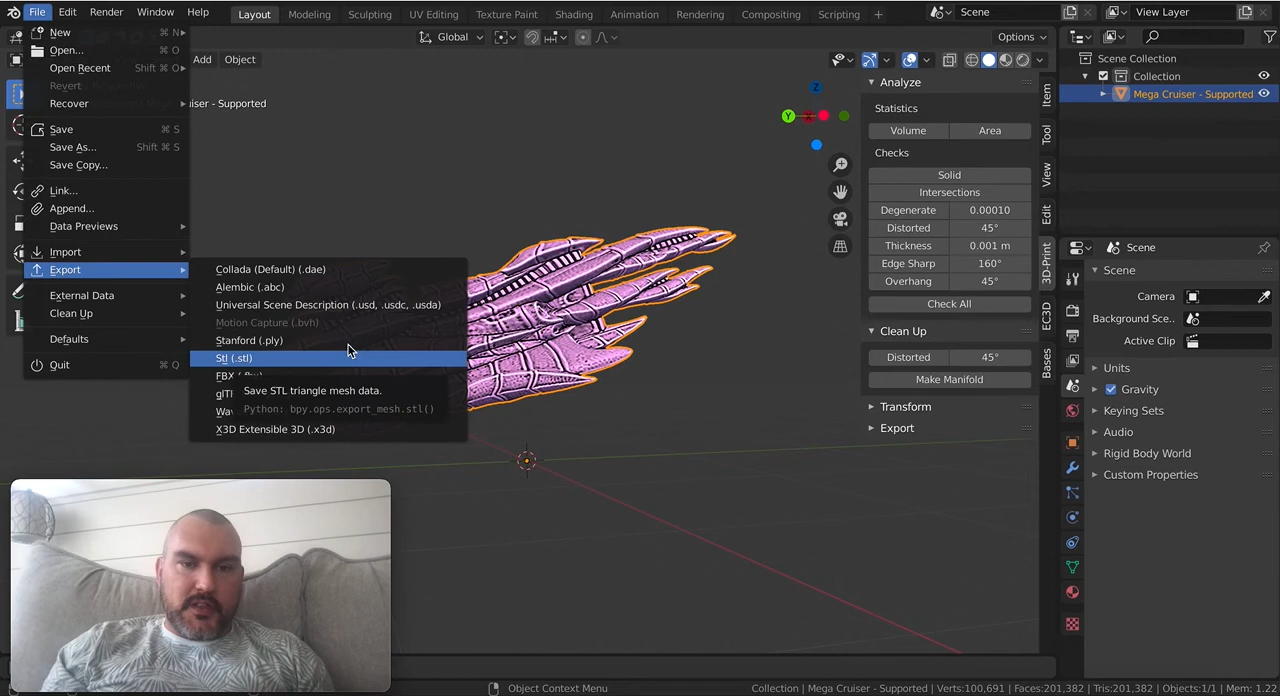 File Edit Render Window Help
Layout Modeling Sculpting UV Editing Texture Paint Shading Animation Rendering Compositing Scripting +
Scene
View Layer
New ⌘ N
Open... ⌘ O
Open Recent Shift ⌘ O
Revert
Recover
Save ⌘ S
Save As... Shift ⌘ S
Save Copy...
Link...
Append...
Data Previews
Import
Export
External Data
Clean Up
Defaults
Quit ⌘ Q
Add Object
Global
Options
uiser - Supported
Collada (Default) (.dae)
Alembic (.abc)
Universal Scene Description (.usd, .usdc, .usda)
Motion Capture (.bvh)
Stanford (.ply)
Stl (.stl)
FBX
Save STL triangle mesh data.
Python: bpy.ops.export_mesh.stl()
X3D Extensible 3D (.x3d)
Z
Y
X
Analyze
Statistics
Volume Area
Checks
Solid
Intersections
Degenerate 0.00010
Distorted 45°
Thickness 0.001 m
Edge Sharp 160°
Overhang 45°
Check All
Clean Up
Distorted 45°
Make Manifold
Transform
Export
Item
Tool
View
Edit
3D-Print
EC3D
Bases
Scene Collection
Collection
Mega Cruiser - Supported
Scene
Scene
Camera
Background Sce..
Active Clip
Units
Gravity
Keying Sets
Audio
Rigid Body World
Custom Properties
Object Context Menu
Collection | Mega Cruiser - Supported | Verts:100,691 | Faces:201,382 | Tris:201,382 | Objects:1/1 | Mem: 1.22